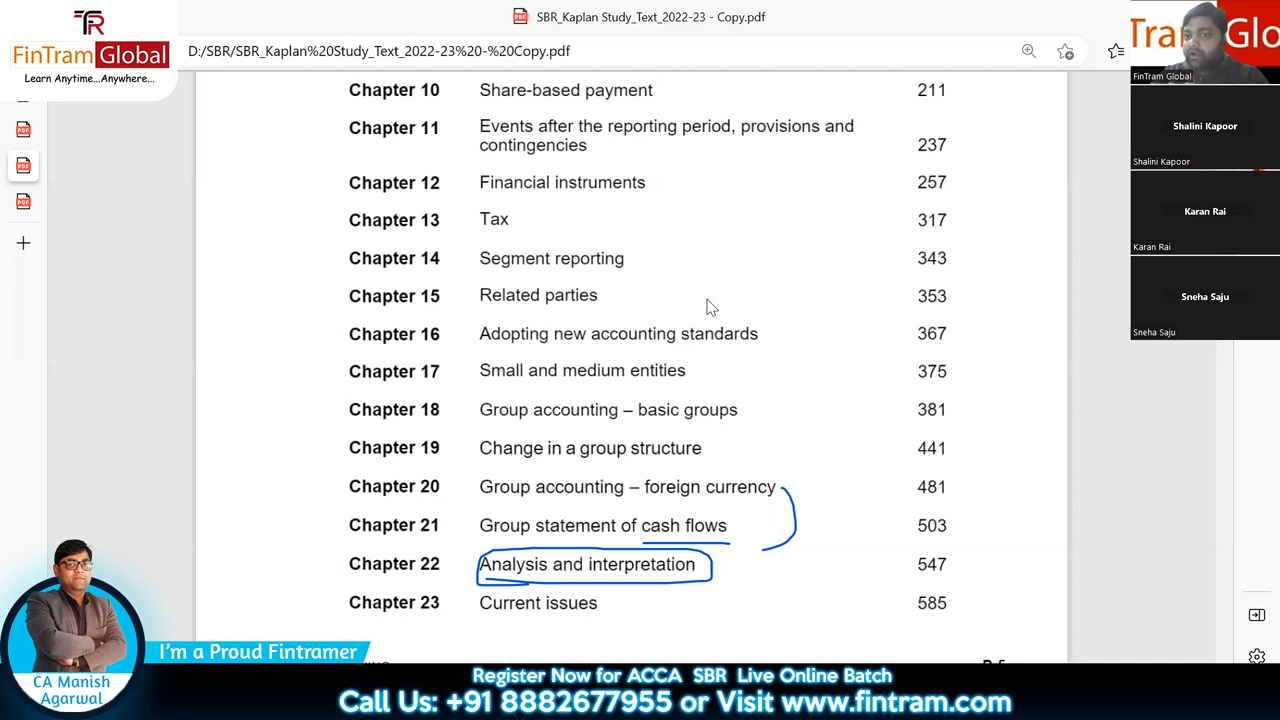 TR
FinTram Global
Learn Anytime...Anywhere...
SBR_Kaplan Study_Text_2022-23 - Copy.pdf
D:/SBR/SBR_Kaplan%20Study_Text_2022-23%20-%20Copy.pdf
Chapter 10 Share-based payment 211
Chapter 11 Events after the reporting period, provisions and
contingencies 237
Chapter 12 Financial instruments 257
Chapter 13 Tax 317
Chapter 14 Segment reporting 343
Chapter 15 Related parties 353
Chapter 16 Adopting new accounting standards 367
Chapter 17 Small and medium entities 375
Chapter 18 Group accounting – basic groups 381
Chapter 19 Change in a group structure 441
Chapter 20 Group accounting – foreign currency 481
Chapter 21 Group statement of cash flows 503
Chapter 22 Analysis and interpretation 547
Chapter 23 Current issues 585
P.5
Tram Glo
FinTram Global
Shalini Kapoor
Shalini Kapoor
Karan Rai
Karan Rai
Sneha Saju
Sneha Saju
I'm a Proud Fintramer
CA Manish
Agarwal
Register Now for ACCA SBR Live Online Batch
Call Us: +91 8882677955 or Visit www.fintram.com